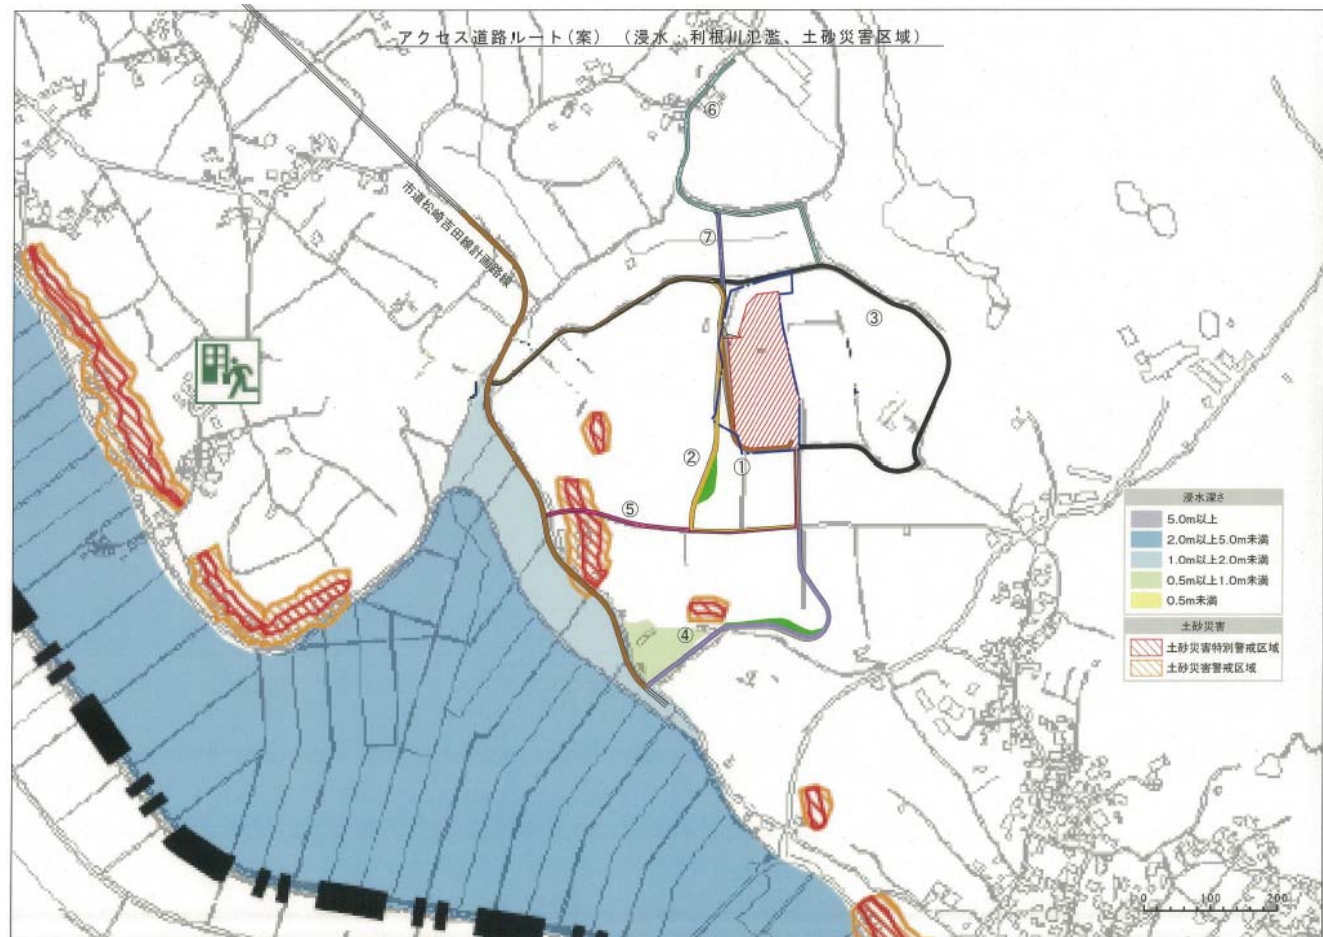 アクセス道路ルート(案) (浸水:利根川氾濫、土砂災害区域)
⑥
市道松崎吉田線計画路線
⑦
③
②
①
⑤
④
浸水深さ
5.0m以上
2.0m以上5.0m未満
1.0m以上2.0m未満
0.5m以上1.0m未満
0.5m未満
土砂災害
土砂災害特別警戒区域
土砂災害警戒区域
0 100 200